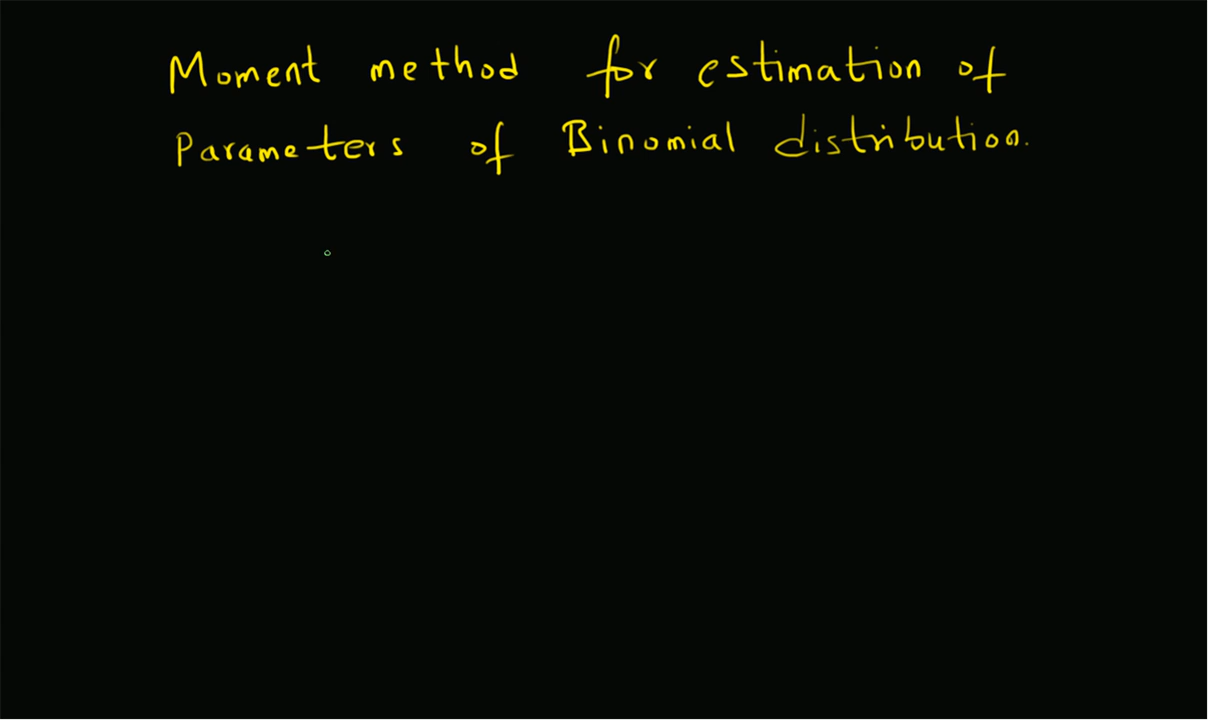 Moment method for estimation of
Parameters of Binomial distribution.